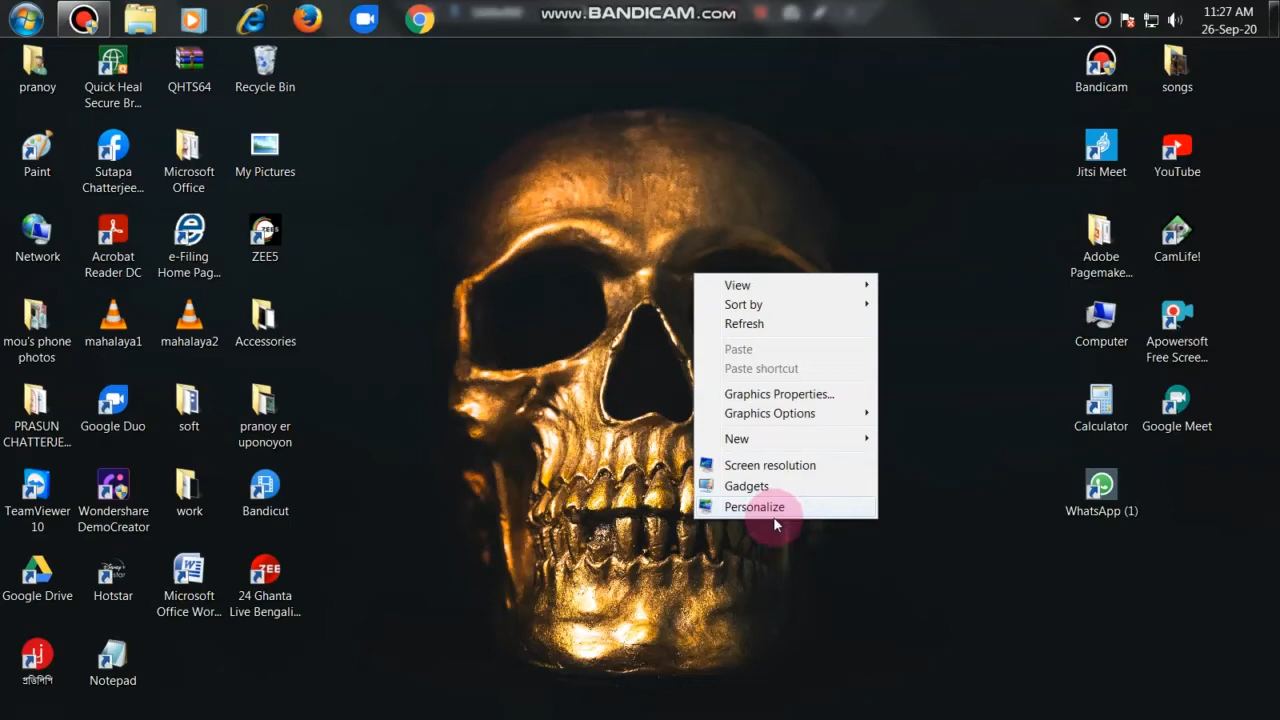 www.BANDICAM.com
11:27 AM
26-Sep-20
pranoy
Quick Heal
Secure Br...
QHTS64
Recycle Bin
Paint
Sutapa
Chatterjee...
Microsoft
Office
My Pictures
Network
Acrobat
Reader DC
e-Filing
Home Pag...
ZEE5
mou's phone
photos
mahalaya1
mahalaya2
Accessories
PRASUN
CHATTERJE...
Google Duo
soft
pranoy er
uponoyon
TeamViewer
10
Wondershare
DemoCreator
work
Bandicut
Google Drive
Hotstar
Microsoft
Office Wor...
24 Ghanta
Live Bengali...
প্রতিলিপি
Notepad
View
Sort by
Refresh
Paste
Paste shortcut
Graphics Properties...
Graphics Options
New
Screen resolution
Gadgets
Personalize
Bandicam
songs
Jitsi Meet
YouTube
Adobe
Pagemake...
CamLife!
Computer
Apowersoft
Free Scree...
Calculator
Google Meet
WhatsApp (1)